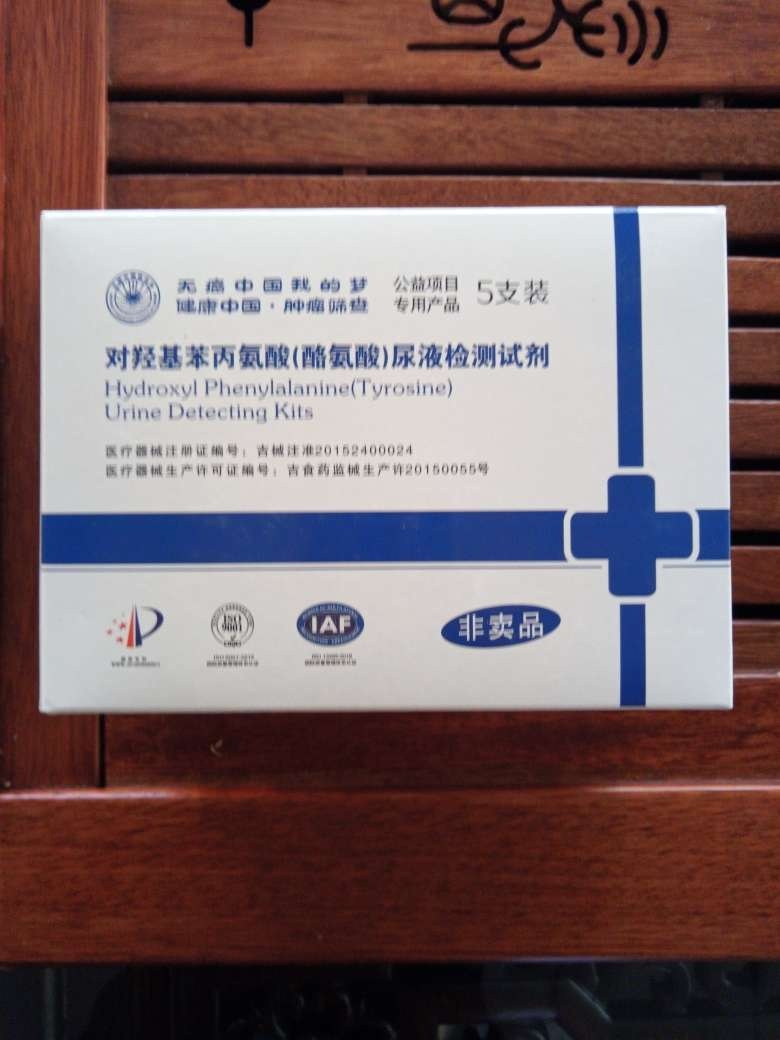 无癌中国我的梦
健康中国·肿瘤筛查
公益项目
专用产品
5支装
对羟基苯丙氨酸(酪氨酸)尿液检测试剂
Hydroxyl Phenylalanine(Tyrosine)
Urine Detecting Kits
医疗器械注册证编号：吉械注准20152400024
医疗器械生产许可证编号：吉食药监械生产许20150055号
ISO
9001
IAF
非卖品